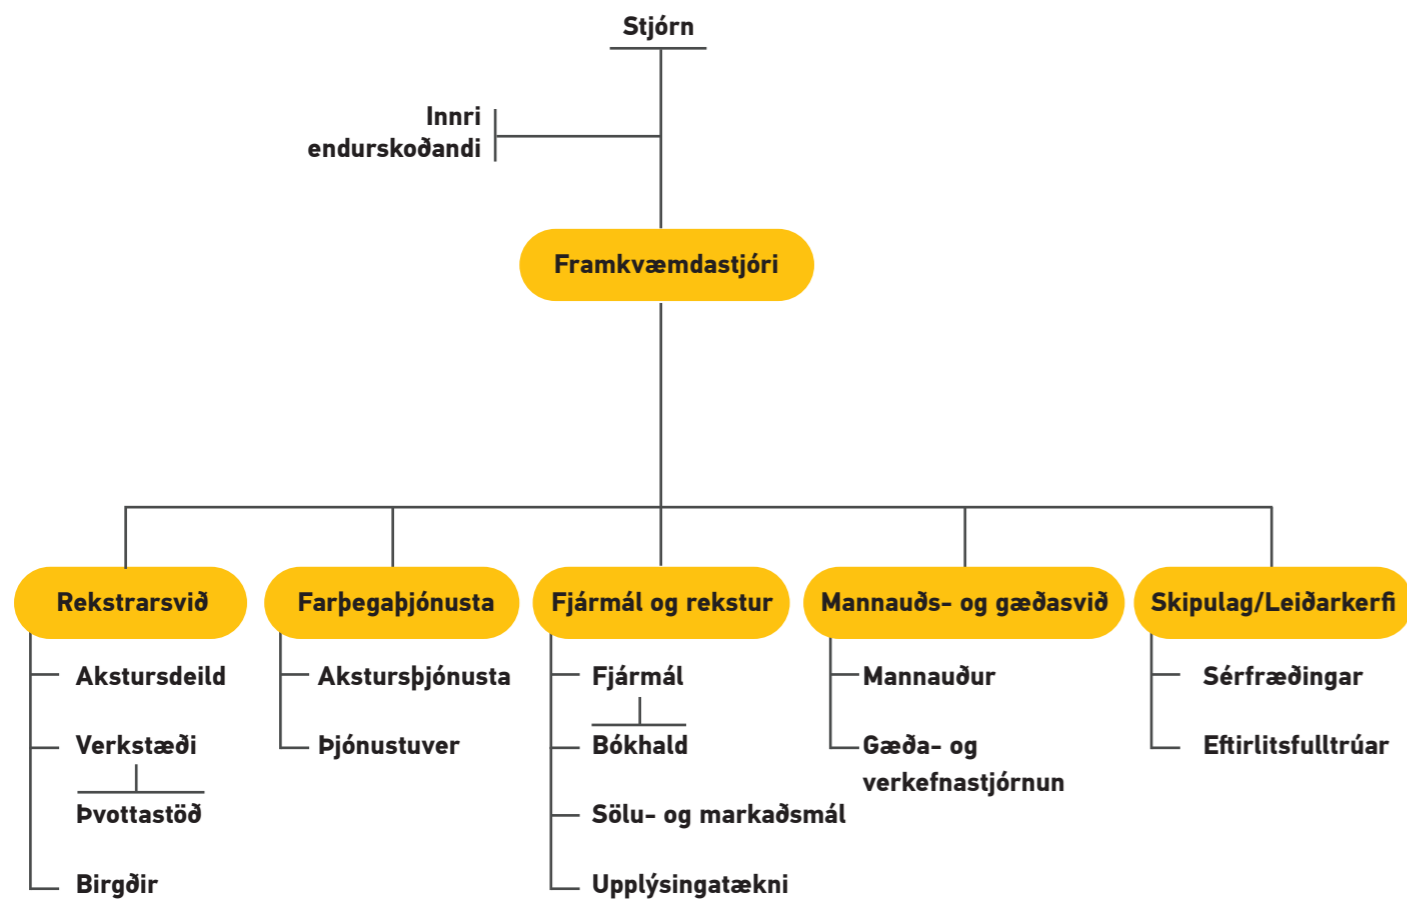 Stjórn
Innri
endurskoðandi
Framkvæmdastjóri
Rekstrarsvið
Akstursdeild
Verkstæði
Þvottastöð
Birgðir
Farþegaþjónusta
Akstursþjónusta
Þjónustuver
Fjármál og rekstur
Fjármál
Bókhald
Sölu- og markaðsmál
Upplýsingatækni
Mannauðs- og gæðasvið
Mannauður
Gæða- og
verkefnastjórnun
Skipulag/Leiðarkerfi
Sérfræðingar
Eftirlitsfulltrúar